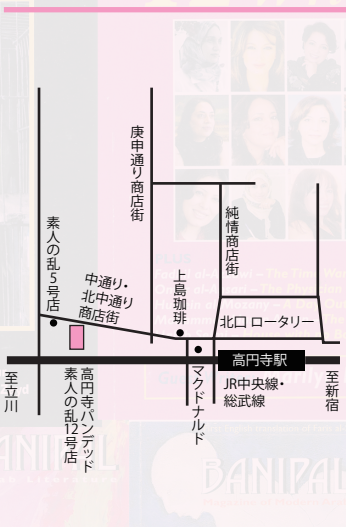 庚申通り商店街
純情商店街
素人の乱5号店
中通り・
北中通り
商店街
上島珈琲
北口 ロータリー
高円寺駅
JR中央線・
総武線
至立川
至新宿
高円寺パンデット
素人の乱12号店
マクドナルド
BANIPAL